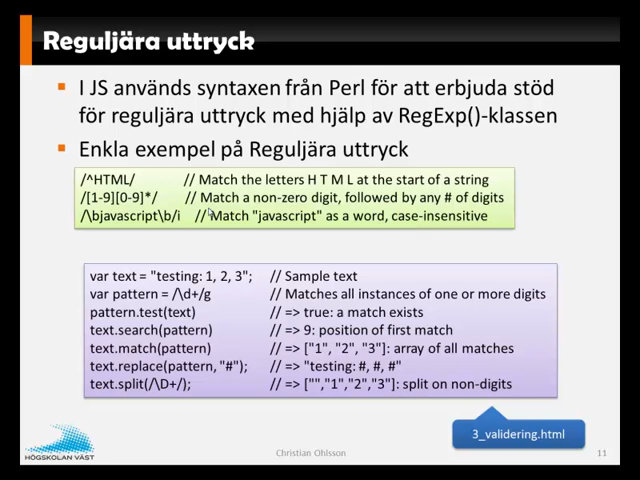 Reguljära uttryck
I JS används syntaxen från Perl för att erbjuda stöd
för reguljära uttryck med hjälp av RegExp()-klassen
Enkla exempel på Reguljära uttryck
/^HTML/ // Match the letters H T M L at the start of a string
/[1-9][0-9]*/ // Match a non-zero digit, followed by any # of digits
/\bjavascript\b/i // Match "javascript" as a word, case-insensitive
var text = "testing: 1, 2, 3"; // Sample text
var pattern = /\d+/g // Matches all instances of one or more digits
pattern.test(text) // => true: a match exists
text.search(pattern) // => 9: position of first match
text.match(pattern) // => ["1", "2", "3"]: array of all matches
text.replace(pattern, "#"); // => "testing: #, #, #"
text.split(/\D+/); // => ["","1","2","3"]: split on non-digits
3_validering.html
HÖGSKOLAN VÄST
Christian Ohlsson
11